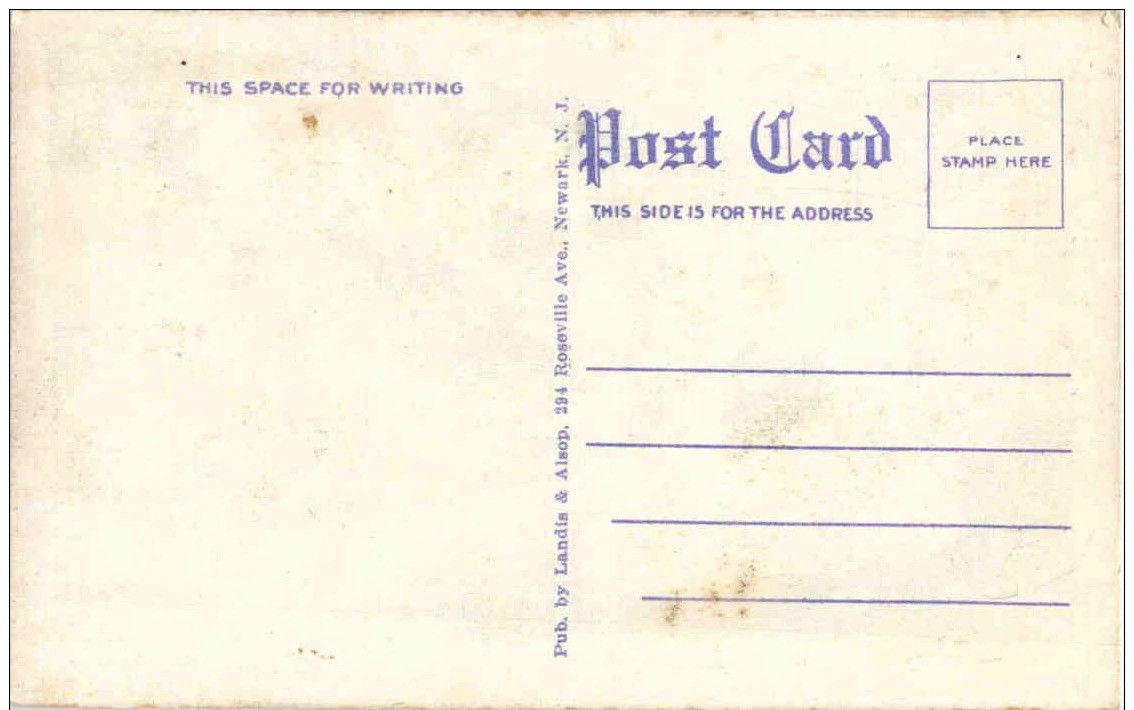 THIS SPACE FOR WRITING
Pub. by Landis & Alsop, 294 Roseville Ave., Newark, N. J.
Post Card
THIS SIDE IS FOR THE ADDRESS
PLACE
STAMP HERE